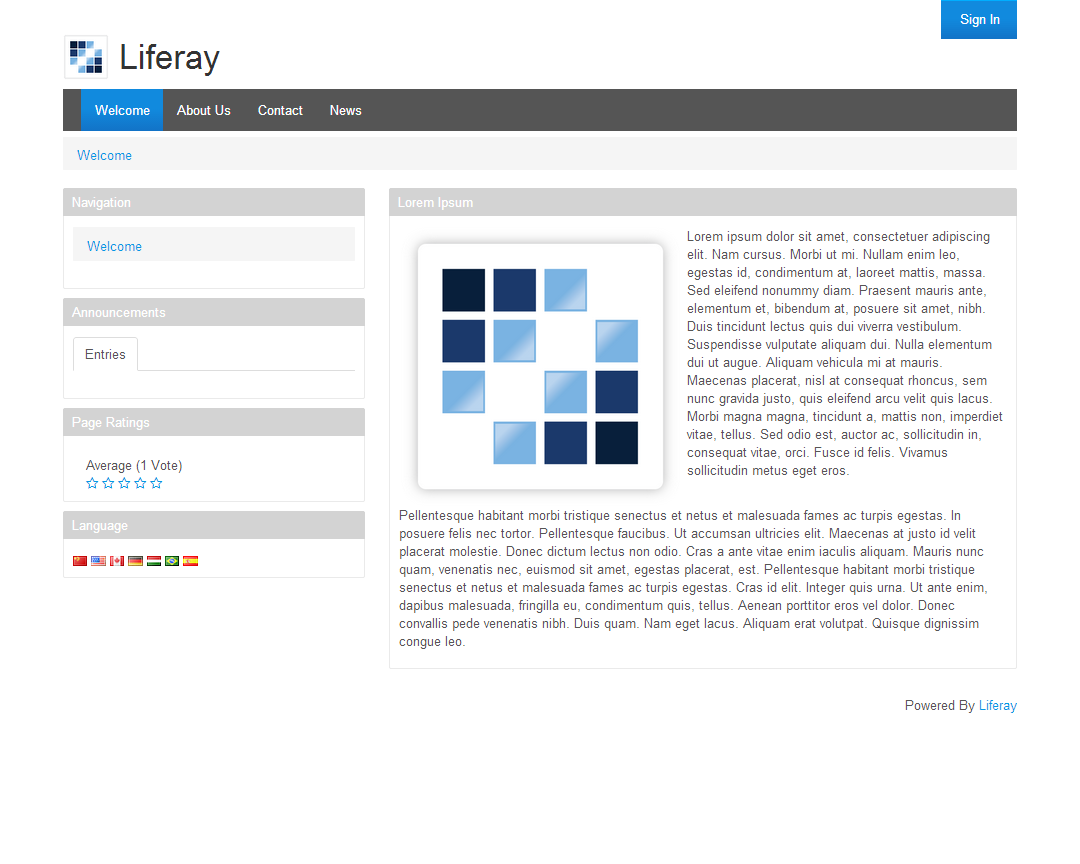 Sign In
Liferay
Welcome About Us Contact News
Welcome
Navigation
Welcome
Announcements
Entries
Page Ratings
Average (1 Vote)
Language
Lorem Ipsum
Lorem ipsum dolor sit amet, consectetuer adipiscing
elit. Nam cursus. Morbi ut mi. Nullam enim leo,
egestas id, condimentum at, laoreet mattis, massa.
Sed eleifend nonummy diam. Praesent mauris ante,
elementum et, bibendum at, posuere sit amet, nibh.
Duis tincidunt lectus quis dui viverra vestibulum.
Suspendisse vulputate aliquam dui. Nulla elementum
dui ut augue. Aliquam vehicula mi at mauris.
Maecenas placerat, nisl at consequat rhoncus, sem
nunc gravida justo, quis eleifend arcu velit quis lacus.
Morbi magna magna, tincidunt a, mattis non, imperdiet
vitae, tellus. Sed odio est, auctor ac, sollicitudin in,
consequat vitae, orci. Fusce id felis. Vivamus
sollicitudin metus eget eros.
Pellentesque habitant morbi tristique senectus et netus et malesuada fames ac turpis egestas. In
posuere felis nec tortor. Pellentesque faucibus. Ut accumsan ultricies elit. Maecenas at justo id velit
placerat molestie. Donec dictum lectus non odio. Cras a ante vitae enim iaculis aliquam. Mauris nunc
quam, venenatis nec, euismod sit amet, egestas placerat, est. Pellentesque habitant morbi tristique
senectus et netus et malesuada fames ac turpis egestas. Cras id elit. Integer quis urna. Ut ante enim,
dapibus malesuada, fringilla eu, condimentum quis, tellus. Aenean porttitor eros vel dolor. Donec
convallis pede venenatis nibh. Duis quam. Nam eget lacus. Aliquam erat volutpat. Quisque dignissim
congue leo.
Powered By Liferay